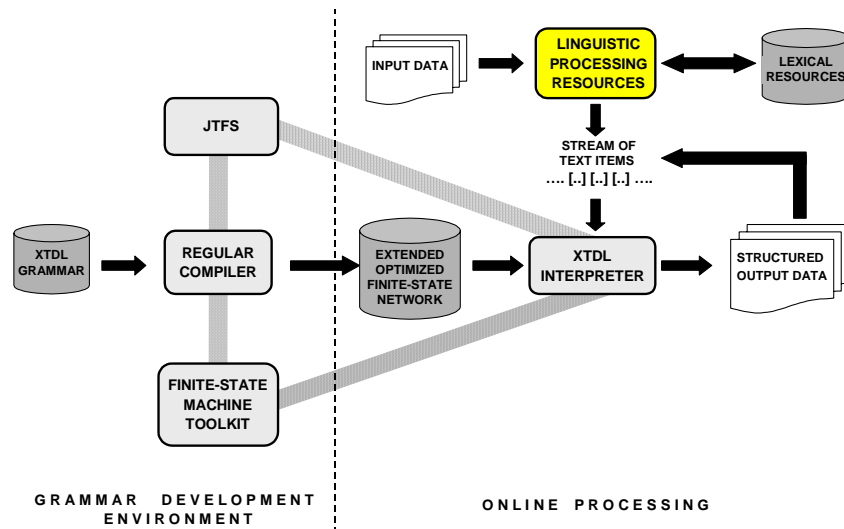 INPUT DATA
LINGUISTIC
PROCESSING
RESOURCES
LEXICAL
RESOURCES
JTFS
STREAM OF
TEXT ITEMS
.... [..] [..] [..] ....
XTDL
GRAMMAR
REGULAR
COMPILER
EXTENDED
OPTIMIZED
FINITE-STATE
NETWORK
XTDL
INTERPRETER
STRUCTURED
OUTPUT DATA
FINITE-STATE
MACHINE
TOOLKIT
GRAMMAR DEVELOPMENT
ENVIRONMENT
ONLINE PROCESSING